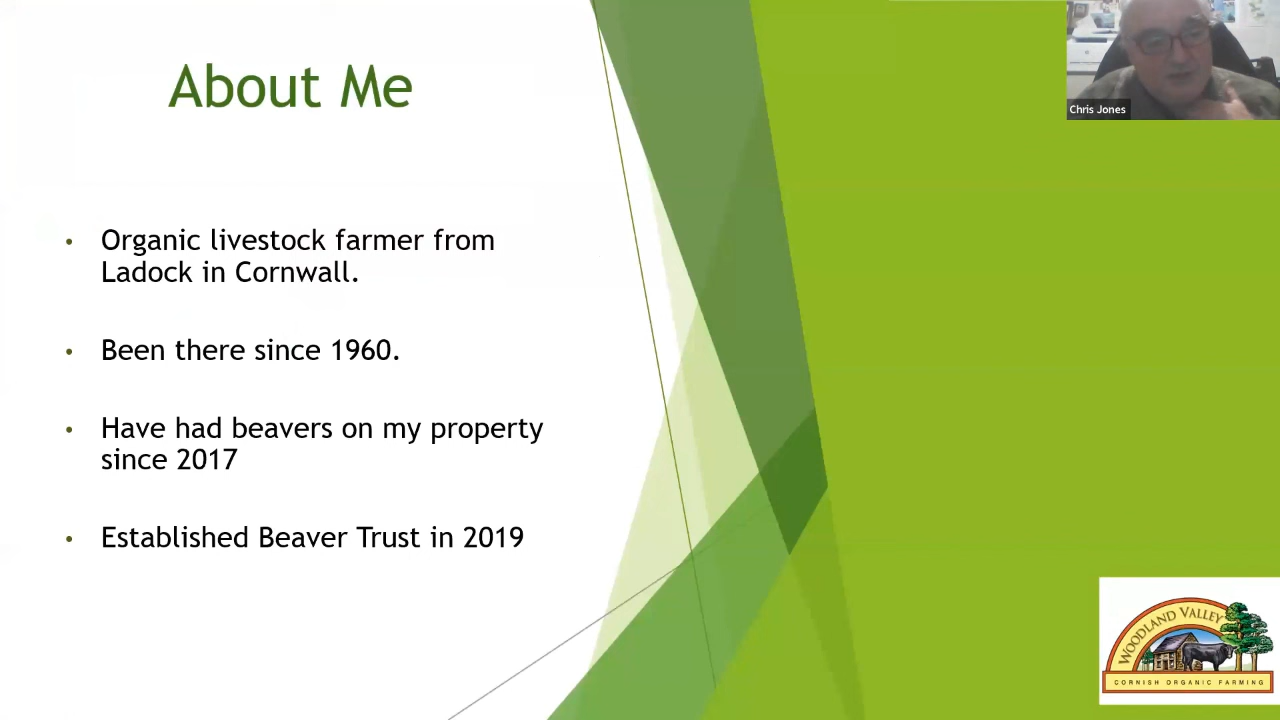 About Me
Chris Jones
• Organic livestock farmer from
Ladock in Cornwall.
• Been there since 1960.
• Have had beavers on my property
since 2017
• Established Beaver Trust in 2019
WOODLAND VALLEY
CORNISH ORGANIC FARMING